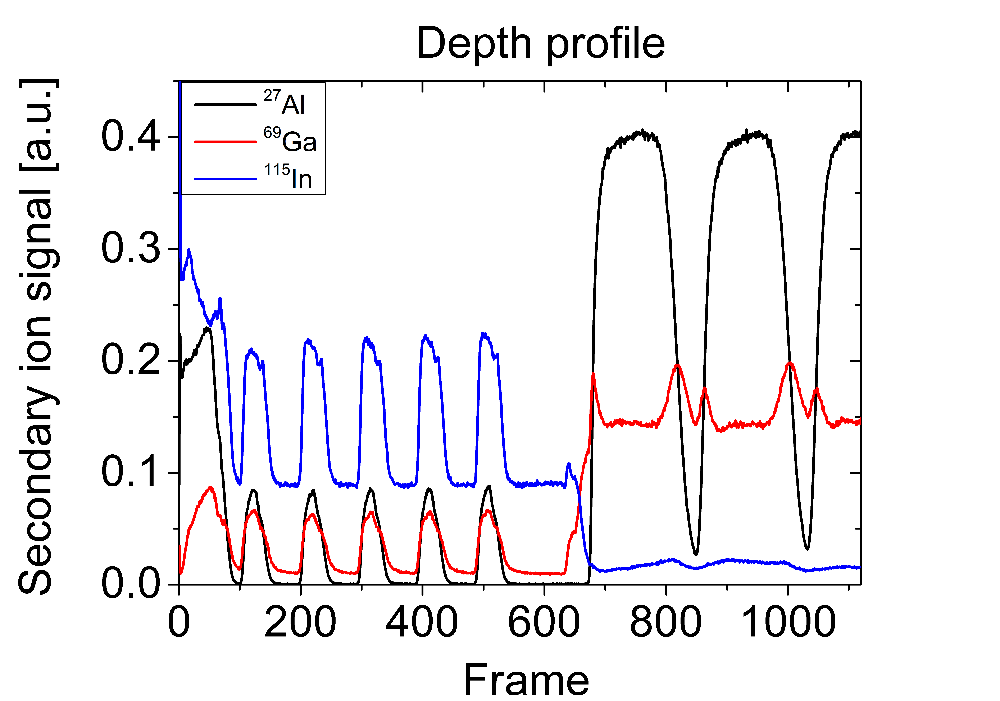 Depth profile
Secondary ion signal [a.u.]
0.4
0.3
0.2
0.1
0.0
27Al
69Ga
115In
0 200 400 600 800 1000
Frame